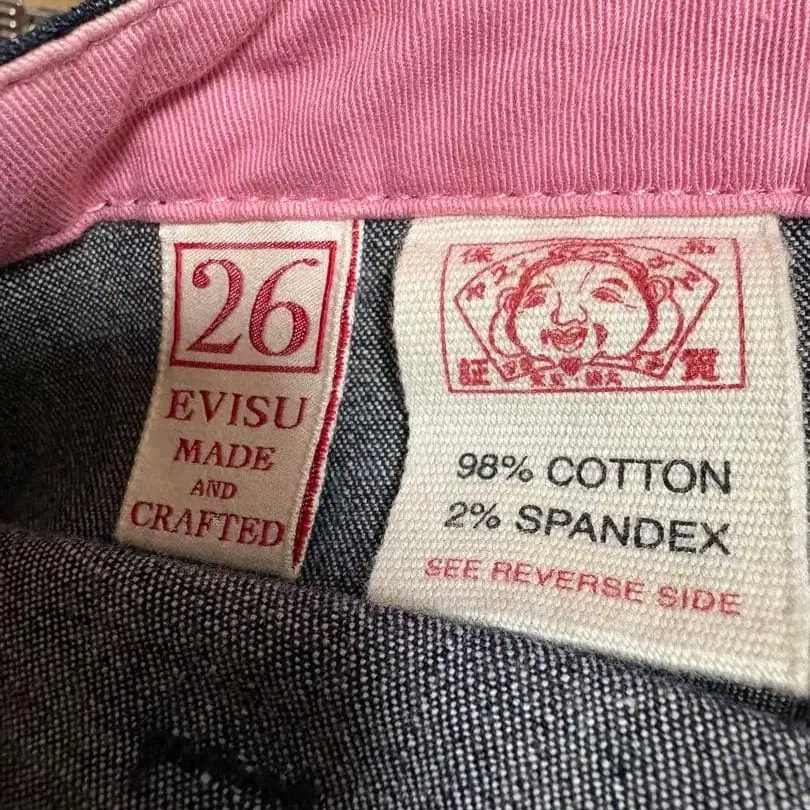 26
EVISU
MADE
AND
CRAFTED
98% COTTON
2% SPANDEX
SEE REVERSE SIDE